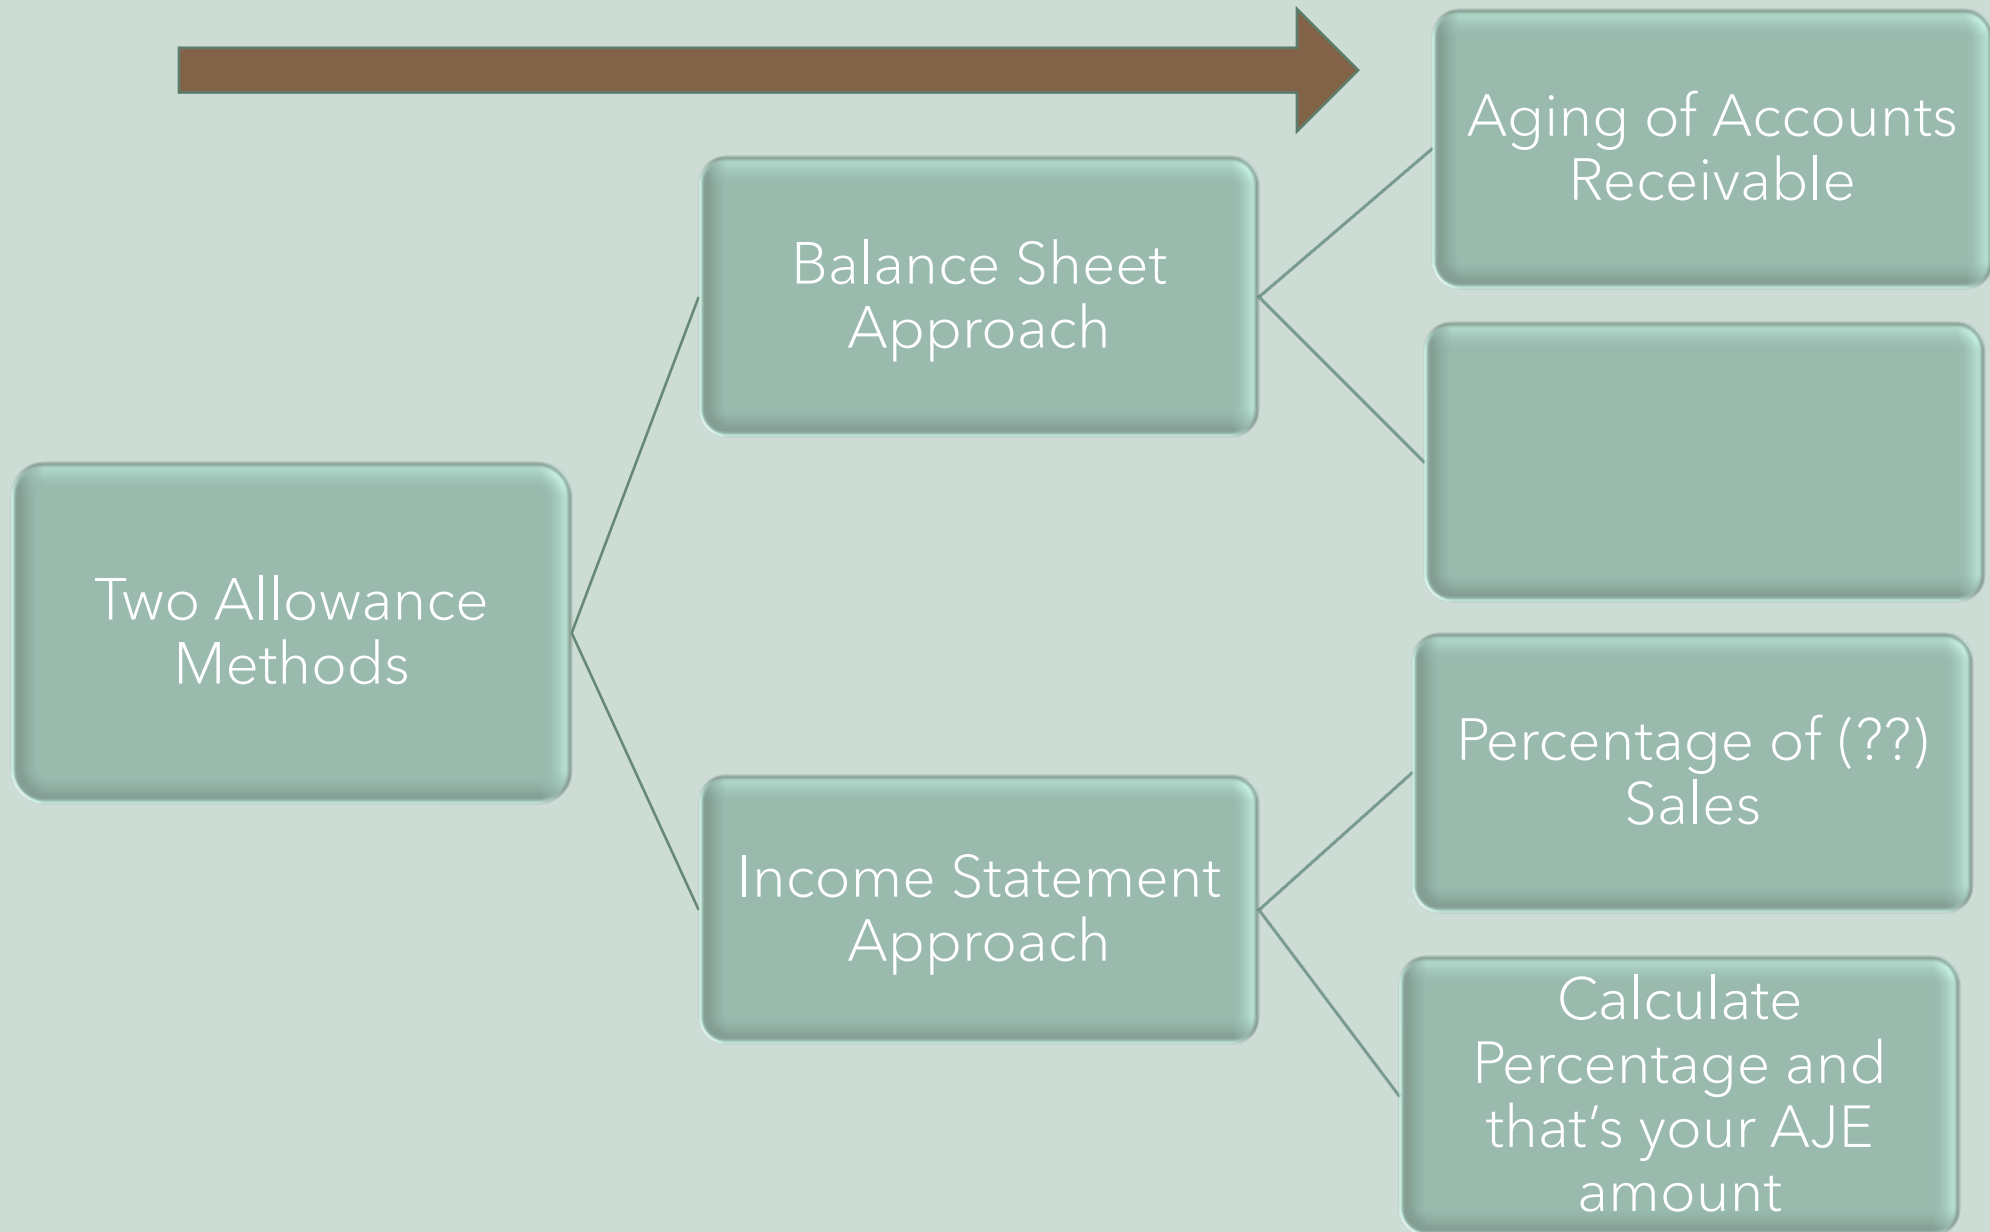 Two Allowance
Methods
Balance Sheet
Approach
Aging of Accounts
Receivable
Income Statement
Approach
Percentage of (??)
Sales
Calculate
Percentage and
that’s your AJE
amount